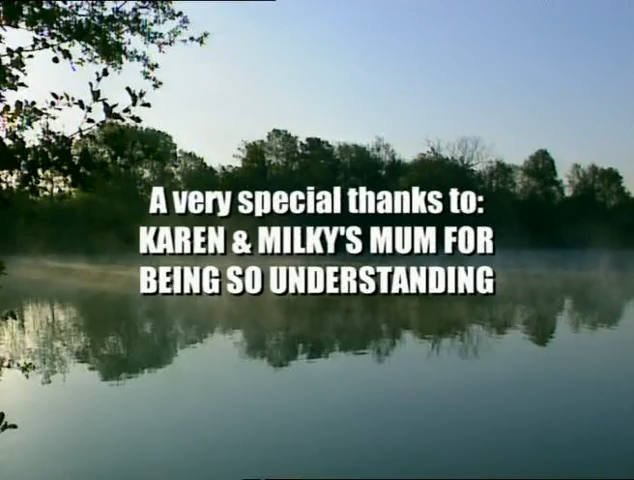 A very special thanks to:
KAREN & MILKY'S MUM FOR
BEING SO UNDERSTANDING